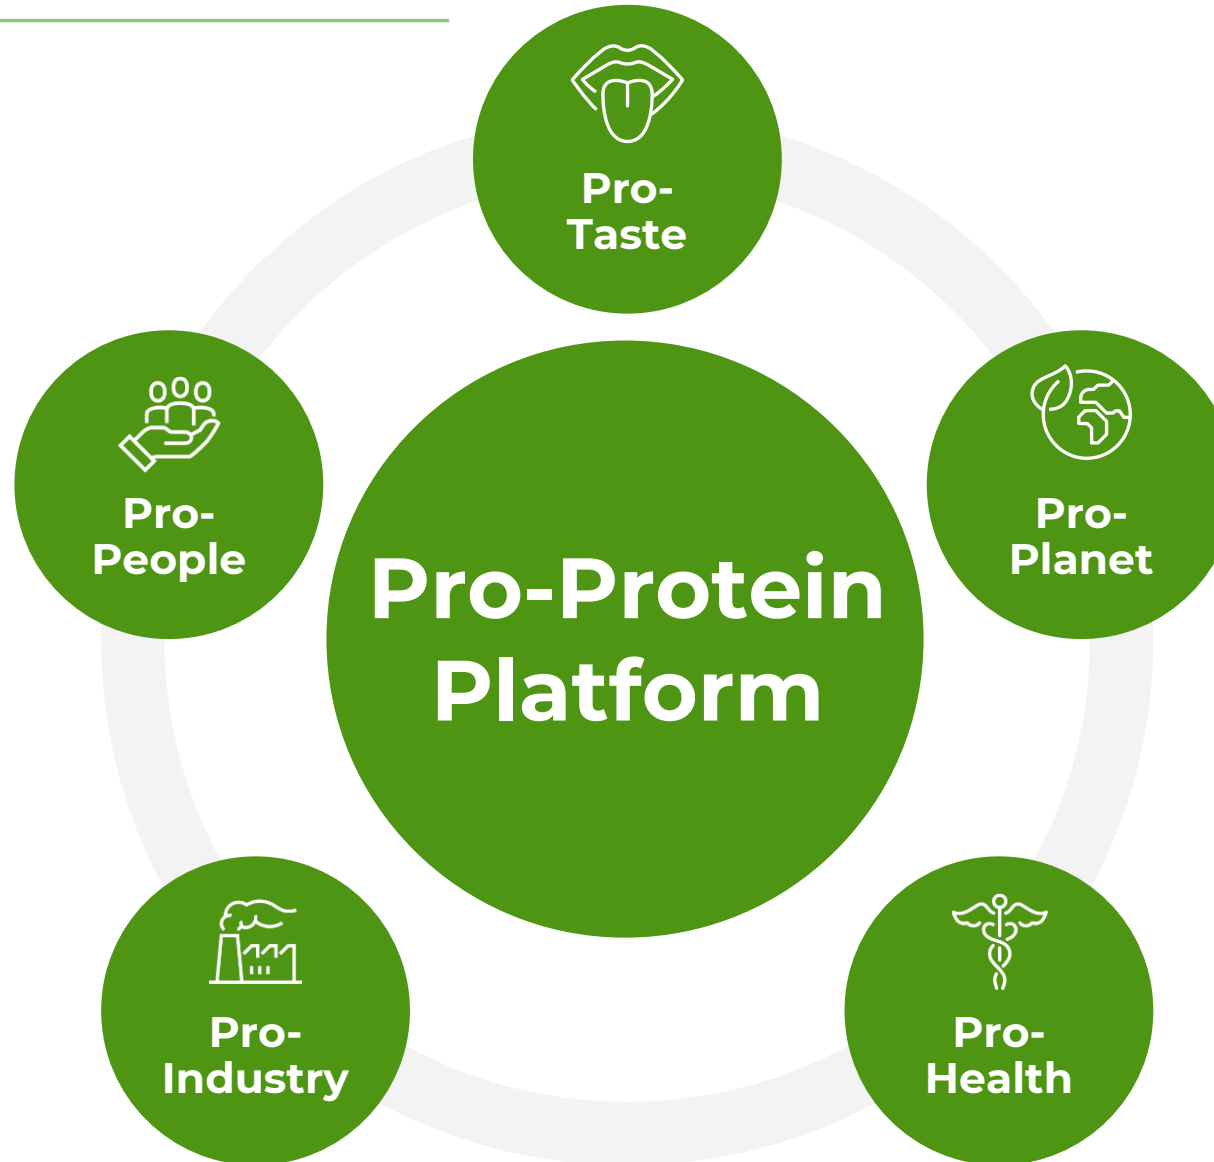 Pro-
Taste
Pro-
People
Pro-
Planet
Pro-Protein
Platform
Pro-
Industry
Pro-
Health